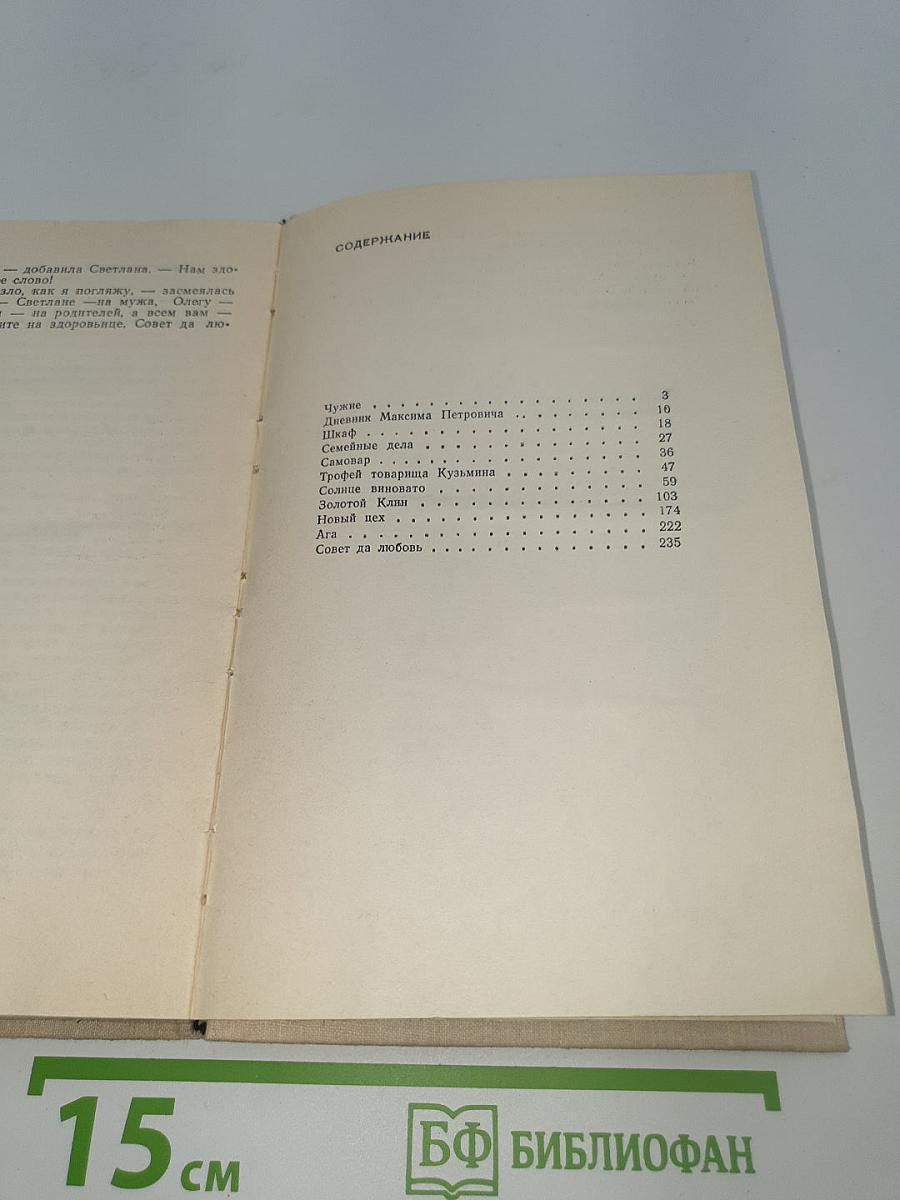 — добавила Светлана. — Нам здо-
е слово!
зло, как я погляжу, — засмеялась
— Светлане —на мужа, Олегу —
— на родителей, а всем вам —
ите на здоровьице. Совет да лю-
СОДЕРЖАНИЕ
Чужие . . . . . . . . . . . . . . . . . 3
Дневник Максима Петровича . . . . . . . . . 10
Шкаф . . . . . . . . . . . . . . . . . 18
Семейные дела . . . . . . . . . . . . . . 27
Самовар . . . . . . . . . . . . . . . . 36
Трофей товарища Кузьмина . . . . . . . . . 47
Солнце виновато . . . . . . . . . . . . . 59
Золотой Клин . . . . . . . . . . . . . . 103
Новый цех . . . . . . . . . . . . . . . 174
Ага . . . . . . . . . . . . . . . . . . 222
Совет да любовь . . . . . . . . . . . . . 235
15 см
БФ БИБЛИОФАН